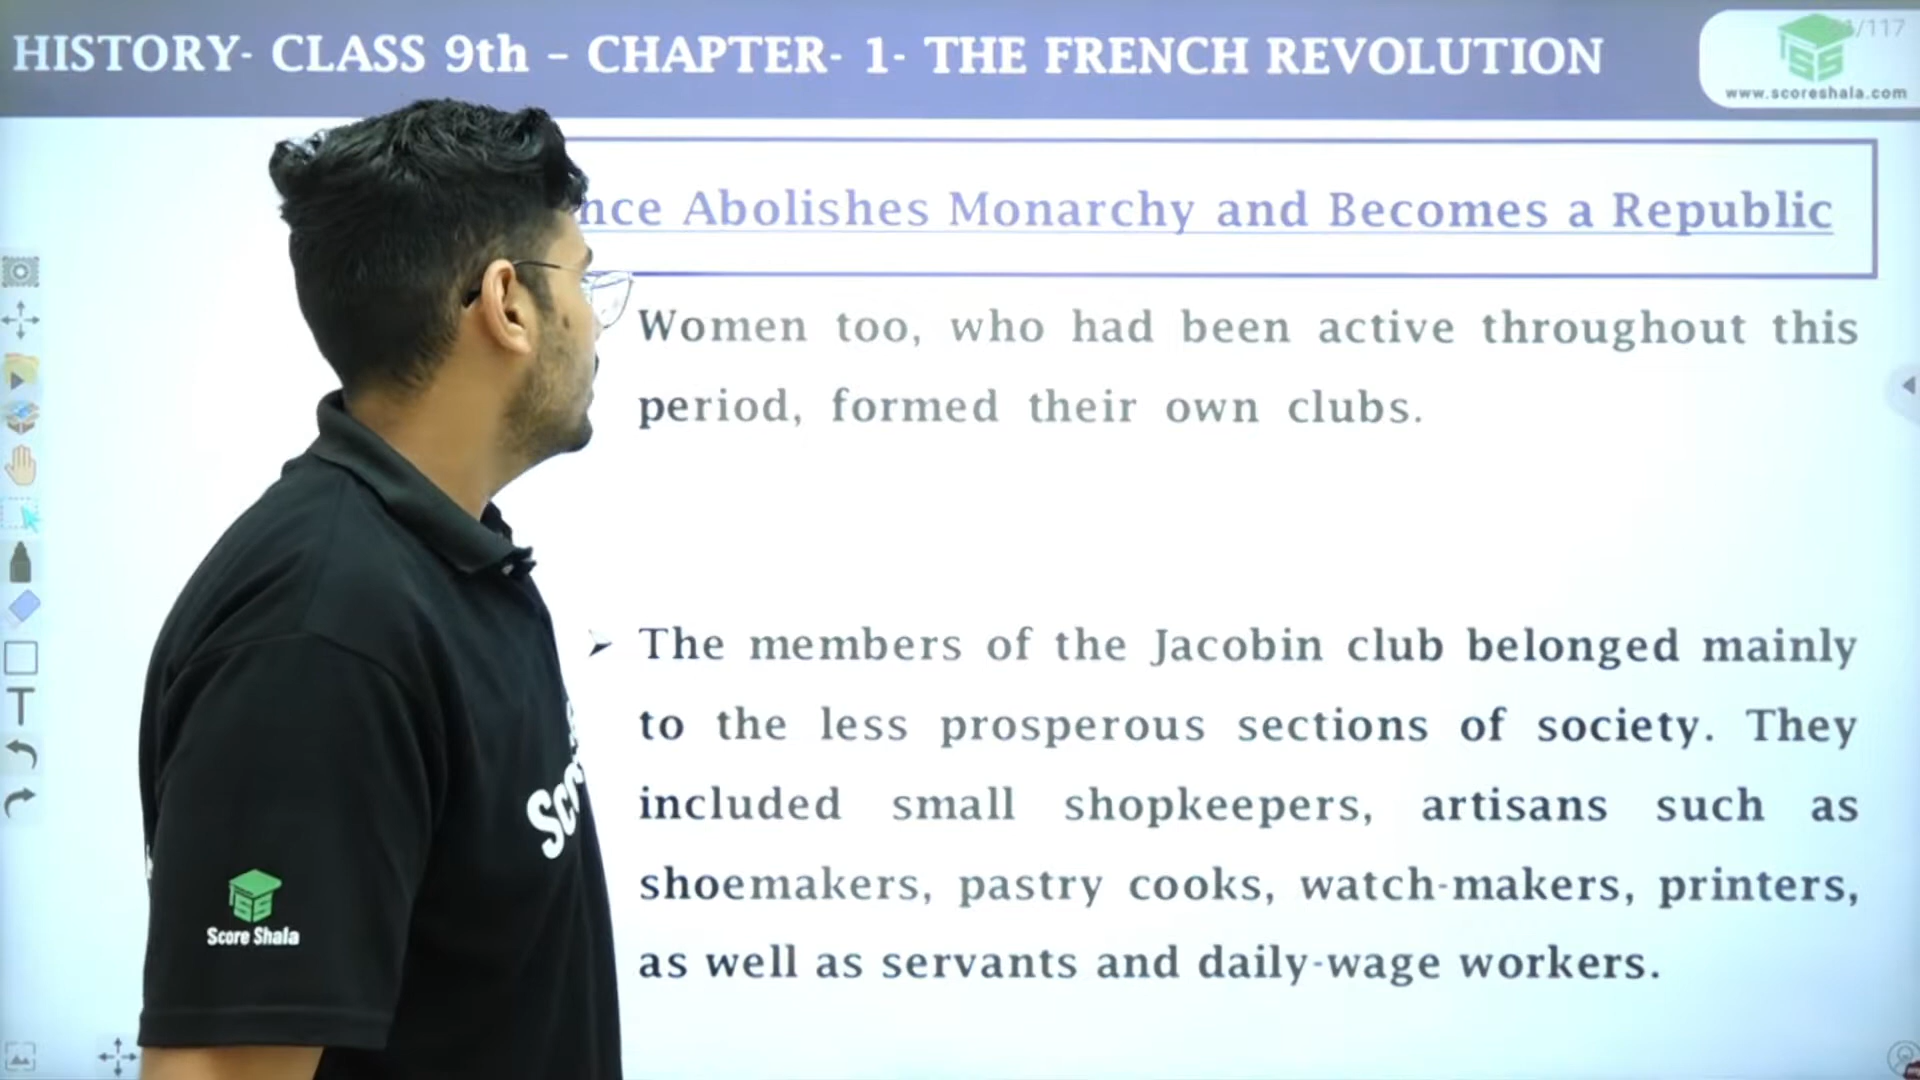 HISTORY- CLASS 9th – CHAPTER- 1- THE FRENCH REVOLUTION
/117
www.scoreshala.com
nce Abolishes Monarchy and Becomes a Republic
Women too, who had been active throughout this
period, formed their own clubs.
➤ The members of the Jacobin club belonged mainly
to the less prosperous sections of society. They
included small shopkeepers, artisans such as
shoemakers, pastry cooks, watch-makers, printers,
as well as servants and daily-wage workers.
Sco
SS
Score Shala